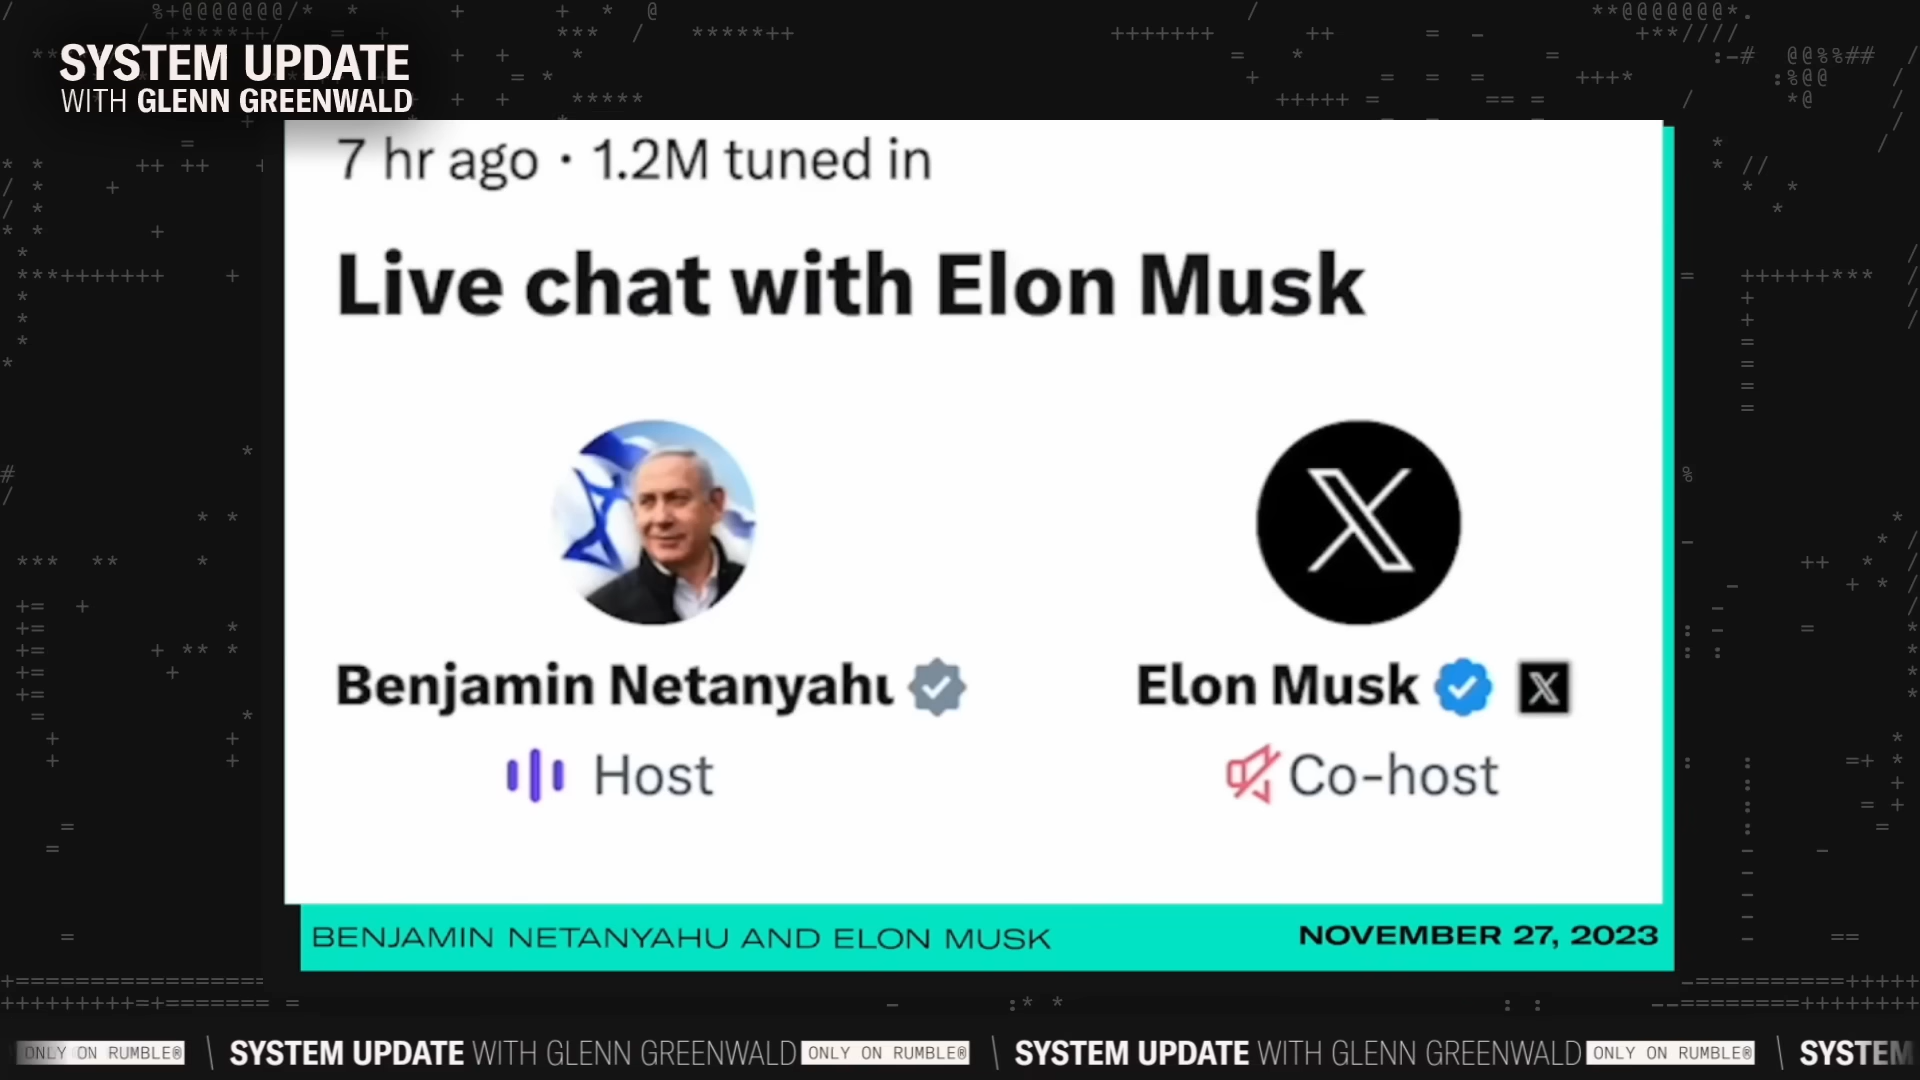 SYSTEM UPDATE
WITH GLENN GREENWALD
7 hr ago · 1.2M tuned in
Live chat with Elon Musk
Benjamin Netanyahu
Elon Musk
Host
Co-host
BENJAMIN NETANYAHU AND ELON MUSK
NOVEMBER 27, 2023
ONLY ON RUMBLE® \ SYSTEM UPDATE WITH GLENN GREENWALD ONLY ON RUMBLE® \ SYSTEM UPDATE WITH GLENN GREENWALD ONLY ON RUMBLE® \ SYSTEM